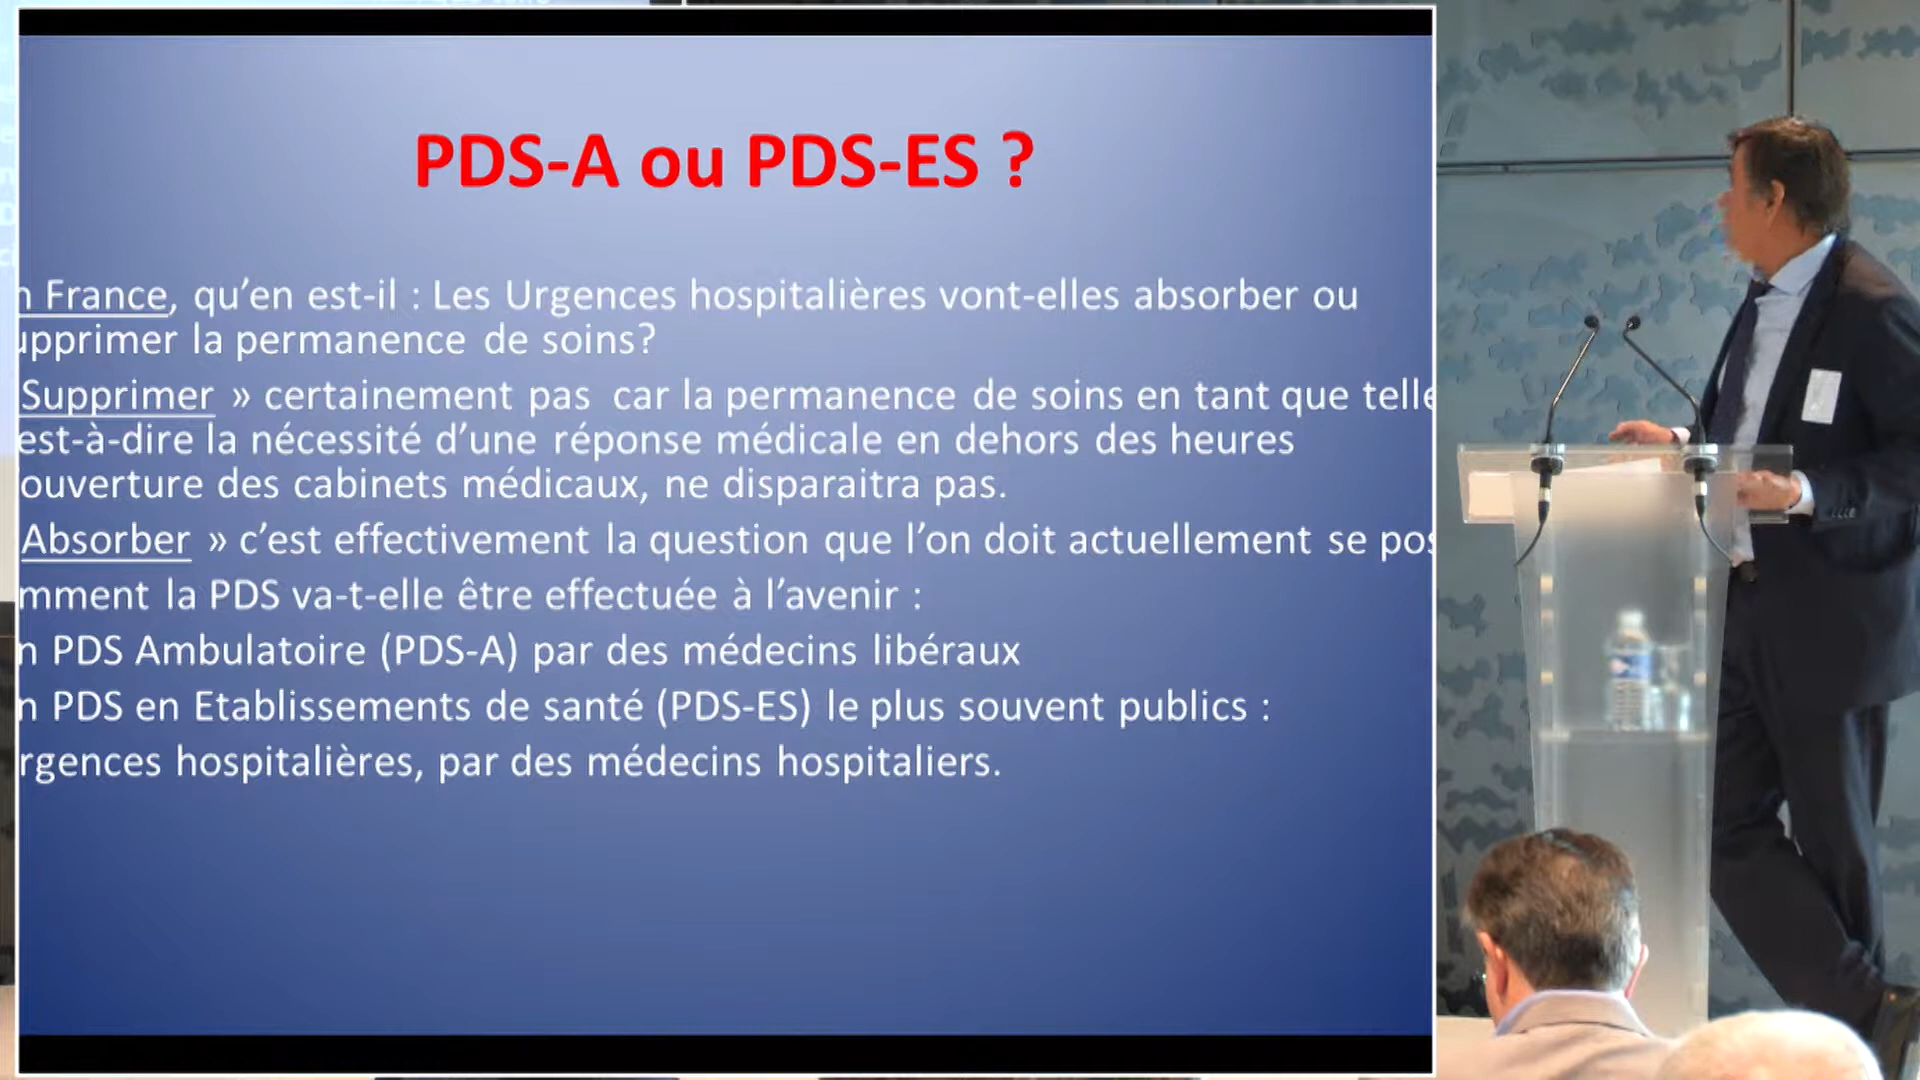 PDS-A ou PDS-ES ?
n France, qu’en est-il : Les Urgences hospitalières vont-elles absorber ou
upprimer la permanence de soins?
Supprimer » certainement pas car la permanence de soins en tant que telle
est-à-dire la nécessité d’une réponse médicale en dehors des heures
ouverture des cabinets médicaux, ne disparaitra pas.
Absorber » c’est effectivement la question que l’on doit actuellement se pos
mment la PDS va-t-elle être effectuée à l’avenir :
n PDS Ambulatoire (PDS-A) par des médecins libéraux
n PDS en Etablissements de santé (PDS-ES) le plus souvent publics :
rgences hospitalières, par des médecins hospitaliers.